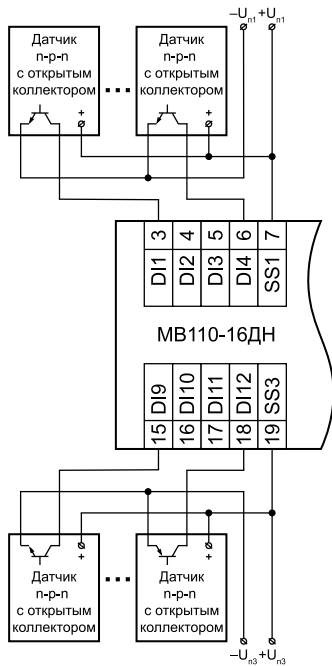 –Uп1 +Uп1
Датчик
n-p-n
с открытым
коллектором
+
Датчик
n-p-n
с открытым
коллектором
+
3 4 5 6 7
DI1 DI2 DI3 DI4 SS1
МВ110-16ДН
DI9 DI10 DI11 DI12 SS3
15 16 17 18 19
+
Датчик
n-p-n
с открытым
коллектором
+
Датчик
n-p-n
с открытым
коллектором
–Uп3 +Uп3